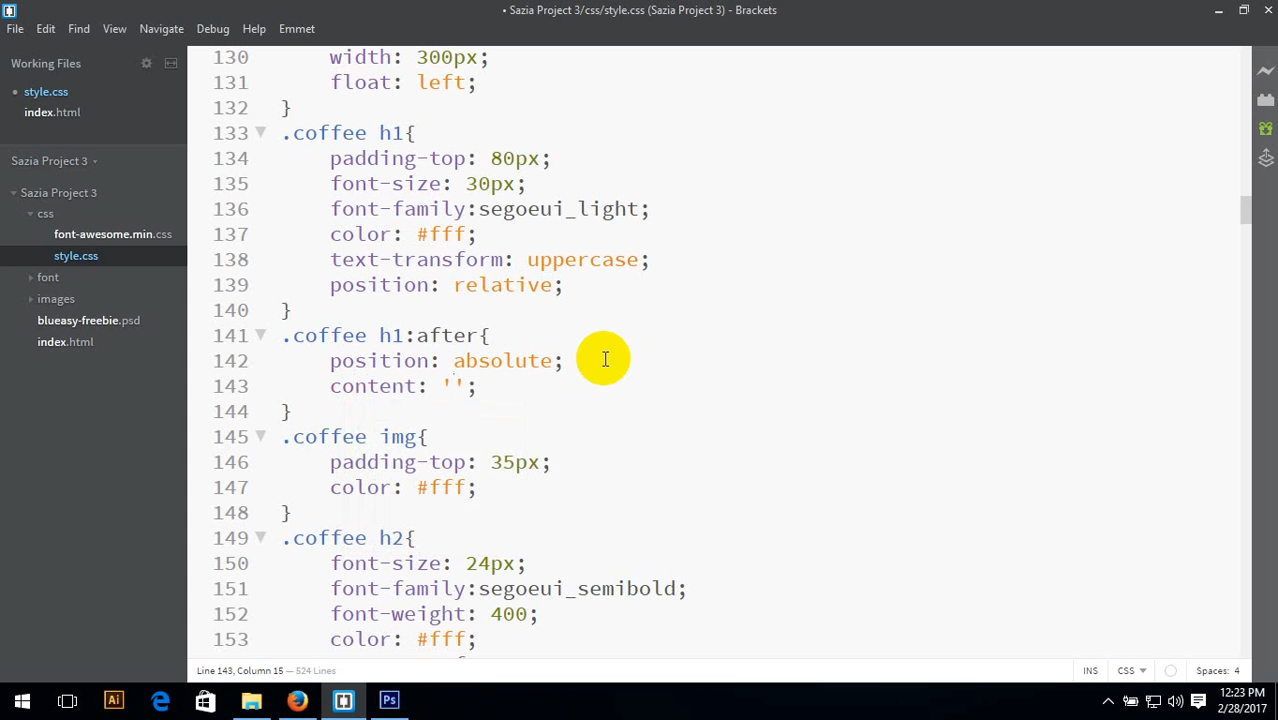 • Sazia Project 3/css/style.css (Sazia Project 3) - Brackets
File Edit Find View Navigate Debug Help Emmet
Working Files
style.css
index.html
Sazia Project 3
Sazia Project 3
css
font-awesome.min.css
style.css
font
images
blueasy-freebie.psd
index.html
130 width: 300px;
131 float: left;
132 }
133 .coffee h1{
134 padding-top: 80px;
135 font-size: 30px;
136 font-family:segoeui_light;
137 color: #fff;
138 text-transform: uppercase;
139 position: relative;
140 }
141 .coffee h1:after{
142 position: absolute;
143 content: '';
144 }
145 .coffee img{
146 padding-top: 35px;
147 color: #fff;
148 }
149 .coffee h2{
150 font-size: 24px;
151 font-family:segoeui_semibold;
152 font-weight: 400;
153 color: #fff;
Line 143, Column 15 — 524 Lines
INS CSS Spaces: 4
Ai
Ps
12:23 PM
2/28/2017